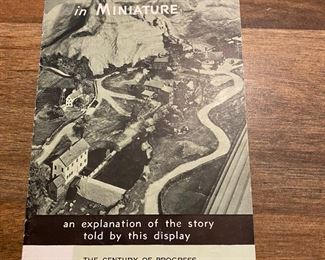 in MINIATURE
an explanation of the story
told by this display
THE CENTURY OF PROGRESS